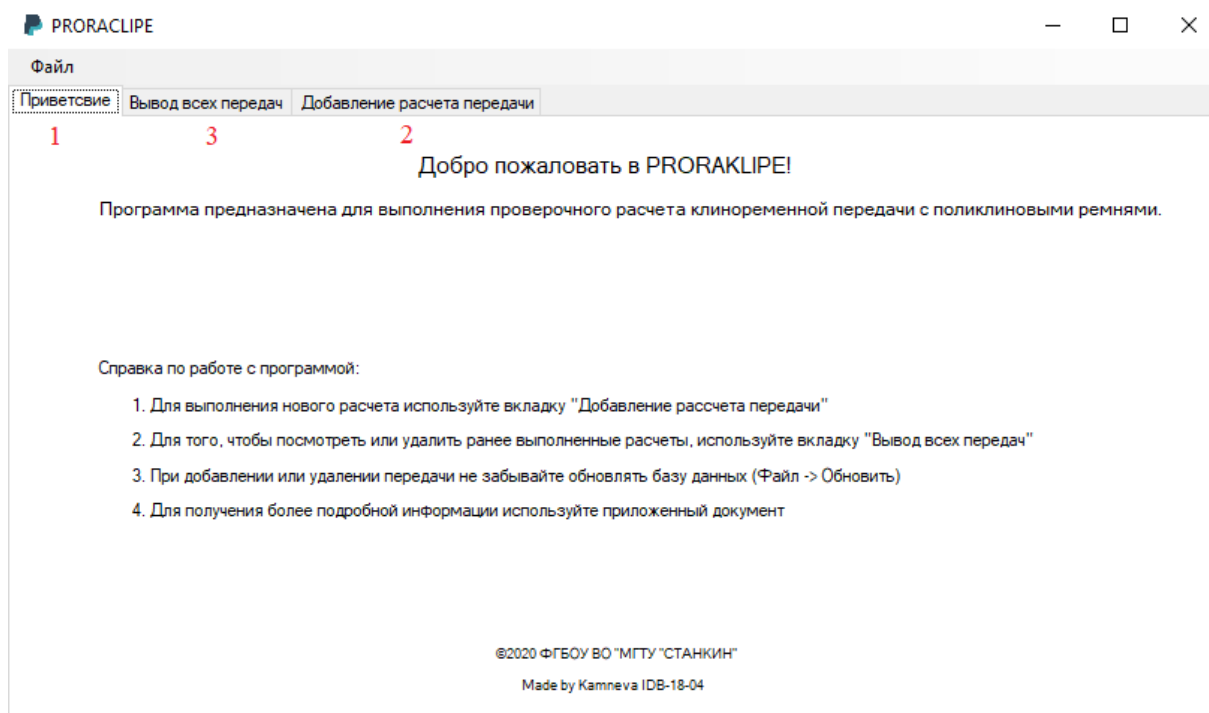 PRORACLIPE
Файл
Приветсвие Вывод всех передач Добавление расчета передачи
1 3 2
Добро пожаловать в PRORAKLIPE!
Программа предназначена для выполнения проверочного расчета клиноременной передачи с поликлиновыми ремнями.
Справка по работе с программой:
1. Для выполнения нового расчета используйте вкладку "Добавление рассчета передачи"
2. Для того, чтобы посмотреть или удалить ранее выполненные расчеты, используйте вкладку "Вывод всех передач"
3. При добавлении или удалении передачи не забывайте обновлять базу данных (Файл -> Обновить)
4. Для получения более подробной информации используйте приложенный документ
©2020 ФГБОУ ВО "МГТУ "СТАНКИН"
Made by Kamneva IDB-18-04